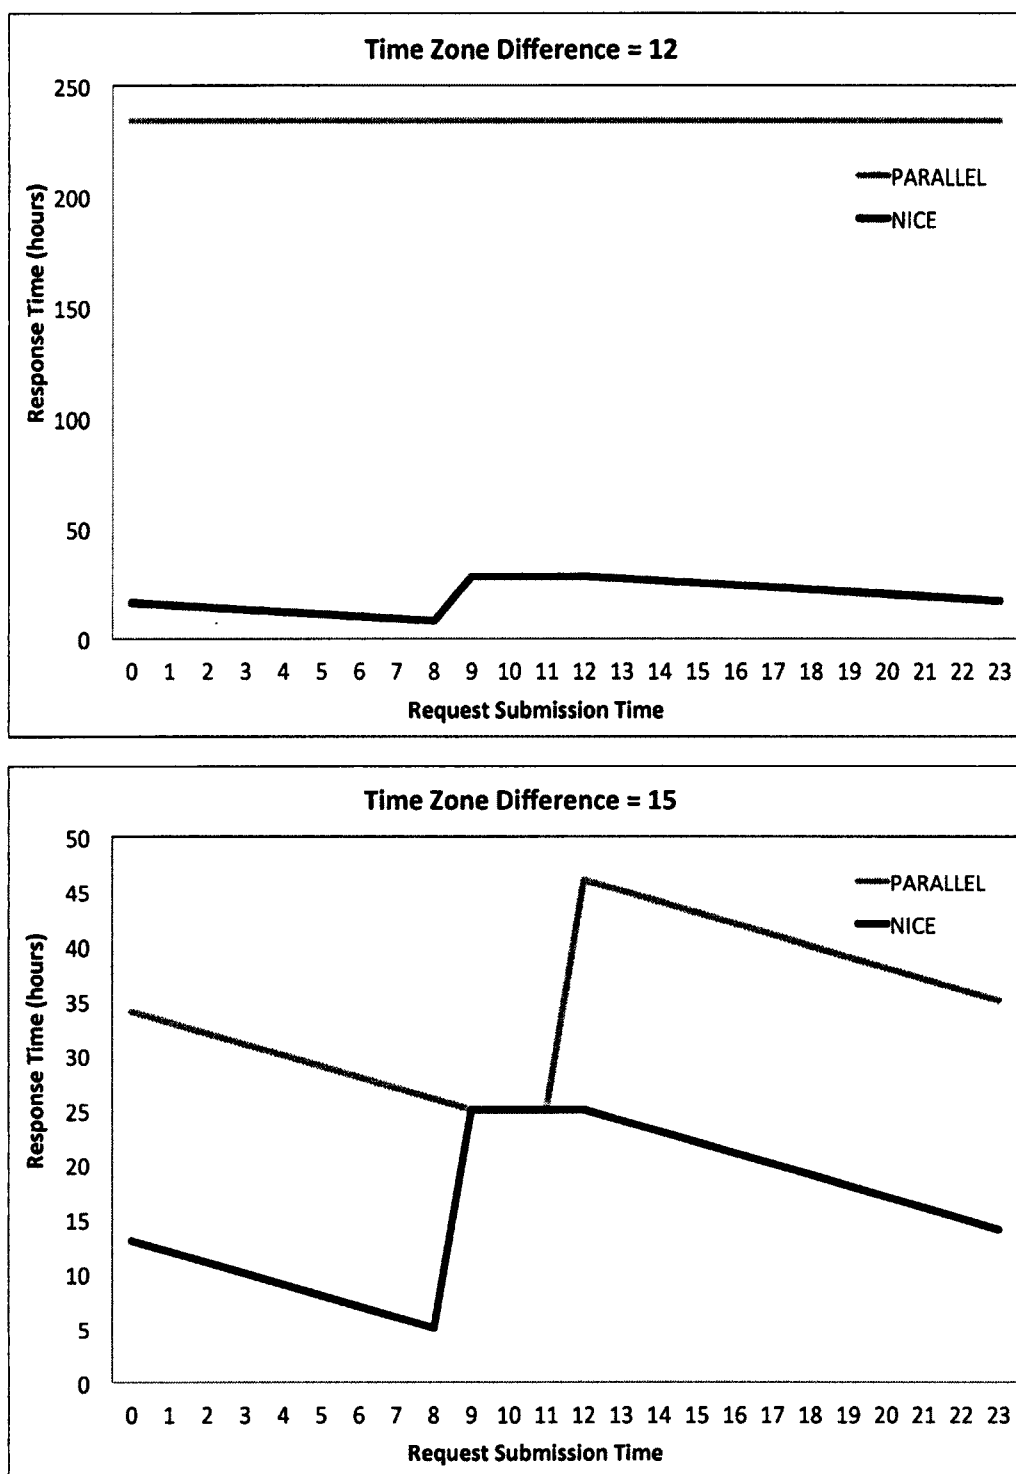 Time Zone Difference = 12
250
200
150
100
50
0
Response Time (hours)
PARALLEL
NICE
0 1 2 3 4 5 6 7 8 9 10 11 12 13 14 15 16 17 18 19 20 21 22 23
Request Submission Time
Time Zone Difference = 15
50
45
40
35
30
25
20
15
10
5
0
Response Time (hours)
PARALLEL
NICE
0 1 2 3 4 5 6 7 8 9 10 11 12 13 14 15 16 17 18 19 20 21 22 23
Request Submission Time